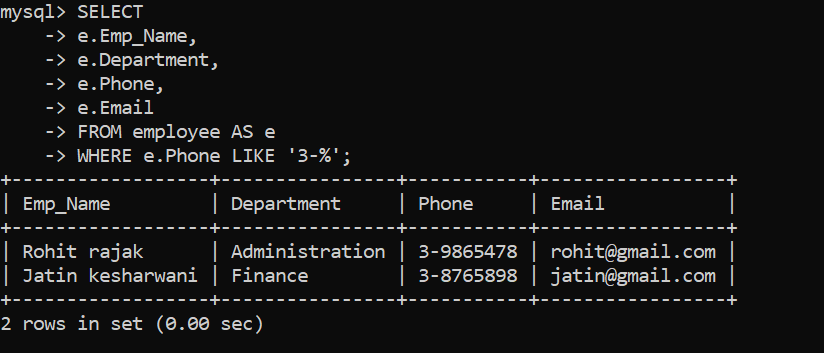 mysql> SELECT
    -> e.Emp_Name,
    -> e.Department,
    -> e.Phone,
    -> e.Email
    -> FROM employee AS e
    -> WHERE e.Phone LIKE '3-%';
+------------------+----------------+-----------+-----------------+
| Emp_Name         | Department     | Phone     | Email           |
+------------------+----------------+-----------+-----------------+
| Rohit rajak      | Administration | 3-9865478 | rohit@gmail.com |
| Jatin kesharwani | Finance        | 3-8765898 | jatin@gmail.com |
+------------------+----------------+-----------+-----------------+
2 rows in set (0.00 sec)